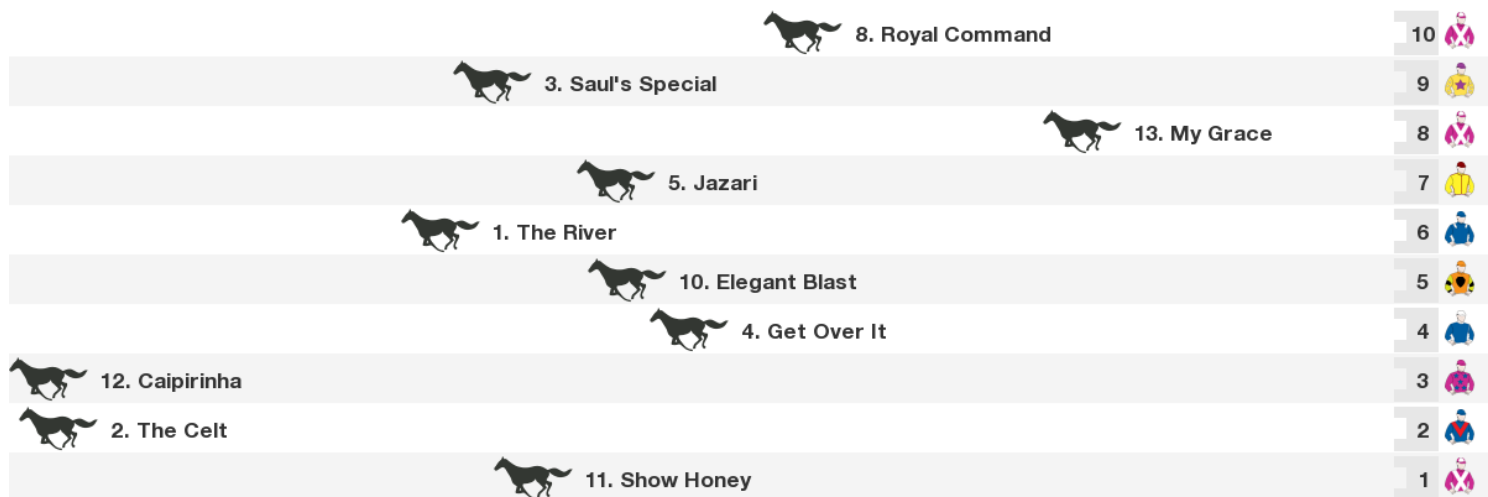 8. Royal Command 10
3. Saul's Special 9
13. My Grace 8
5. Jazari 7
1. The River 6
10. Elegant Blast 5
4. Get Over It 4
12. Caipirinha 3
2. The Celt 2
11. Show Honey 1